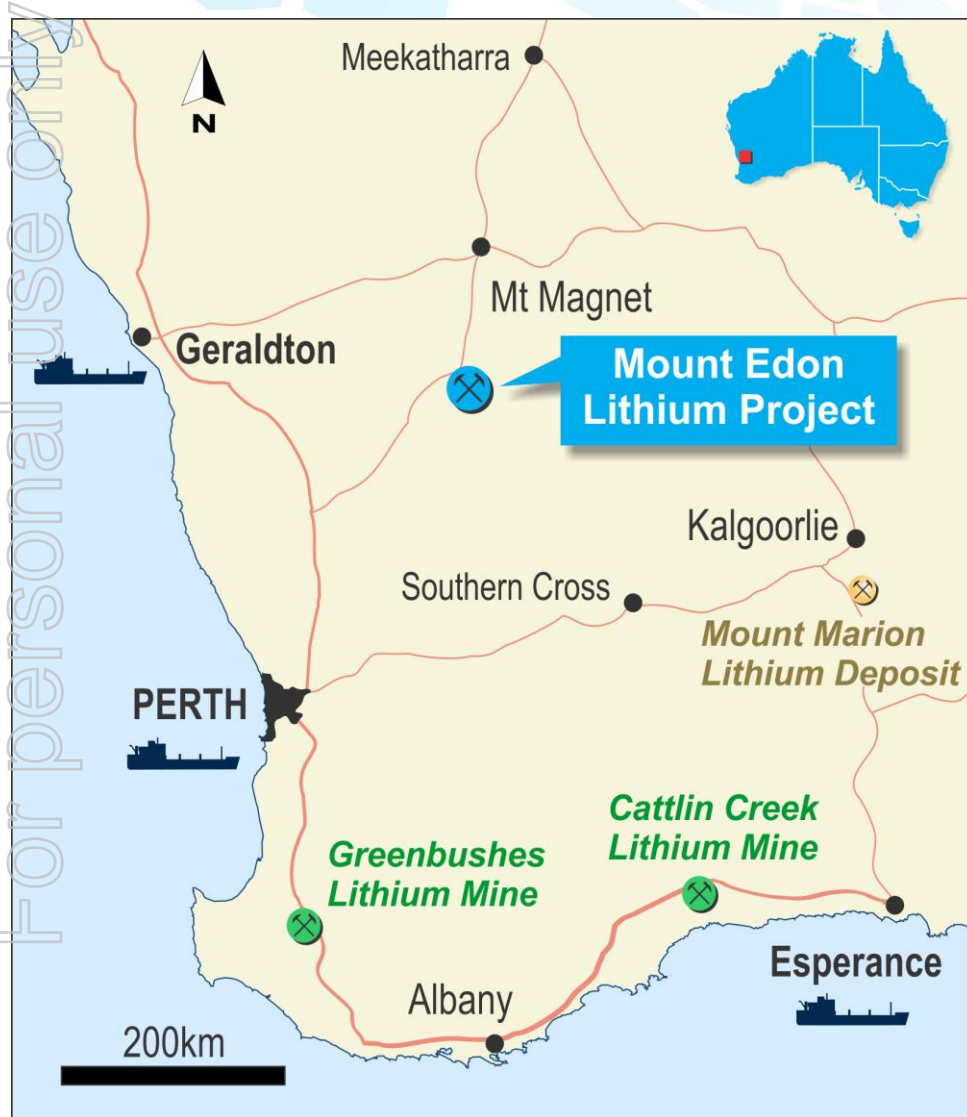 For personal use only
Meekatharra
N
Mt Magnet
Geraldton
Mount Edon
Lithium Project
Kalgoorlie
Southern Cross
Mount Marion
Lithium Deposit
PERTH
Cattlin Creek
Lithium Mine
Greenbushes
Lithium Mine
Esperance
Albany
200km